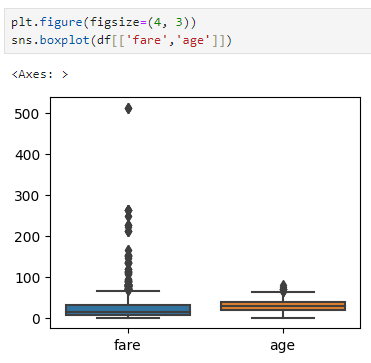 plt.figure(figsize=(4, 3))
sns.boxplot(df[['fare','age']])
<Axes: >
500
400
300
200
100
0
fare age